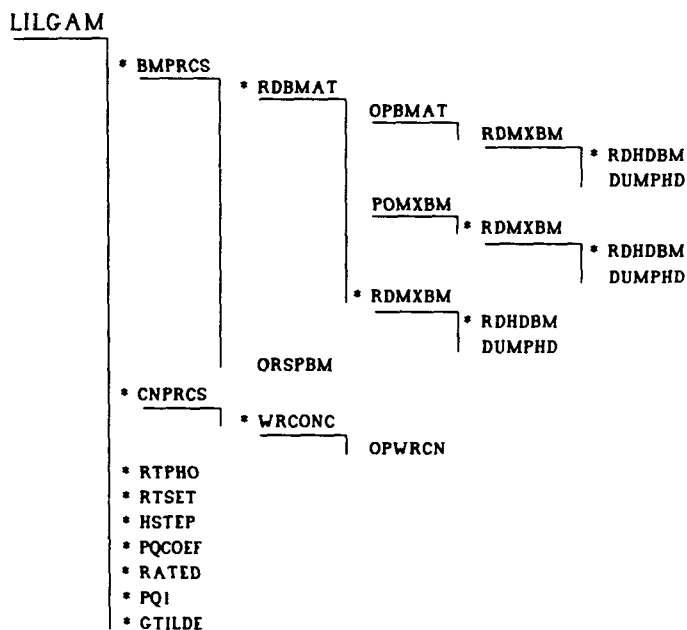 LILGAM
* BMPRCS
* RDBMAT
OPBMAT
RDMXBM
* RDHDBM
DUMPHD
POMXBM
* RDMXBM
* RDHDBM
DUMPHD
* RDMXBM
* RDHDBM
DUMPHD
ORSPBM
* CNPRCS
* WRCONC
OPWRCN
* RTPHO
* RTSET
* HSTEP
* PQCOEF
* RATED
* PQ1
* GTILDE